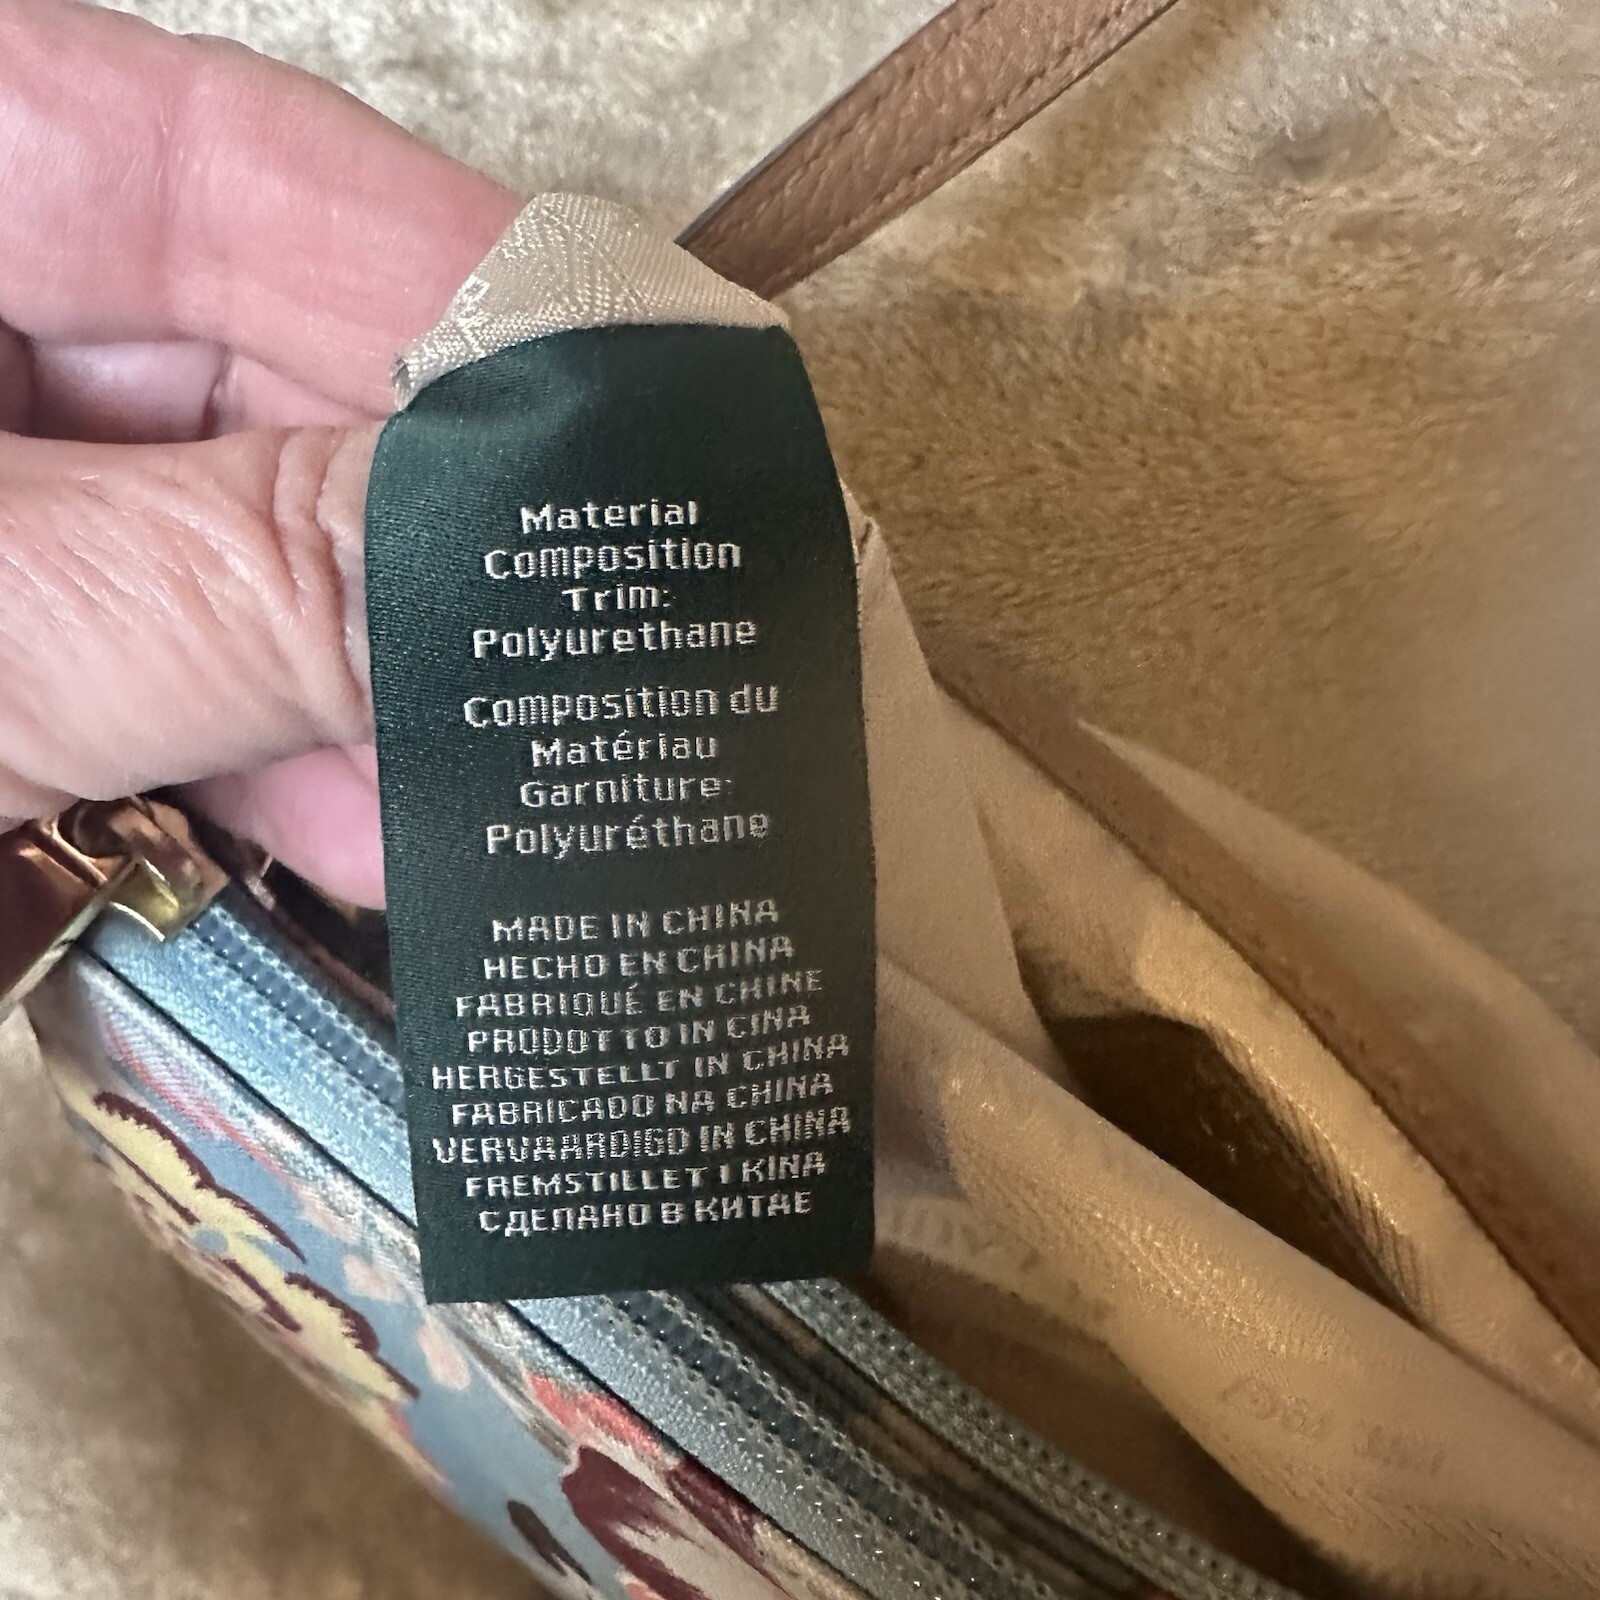 Material
Composition
Trim:
Polyurethane
Composition du
Matériau
Garniture:
Polyuréthane
MADE IN CHINA
HECHO EN CHINA
FABRIQUÉ EN CHINE
PRODOTTO IN CINA
HERGESTELLT IN CHINA
FABRICADO NA CHINA
VERVAARDIGD IN CHINA
FREMSTILLET I KINA
СДЕЛАНО В КИТАЕ